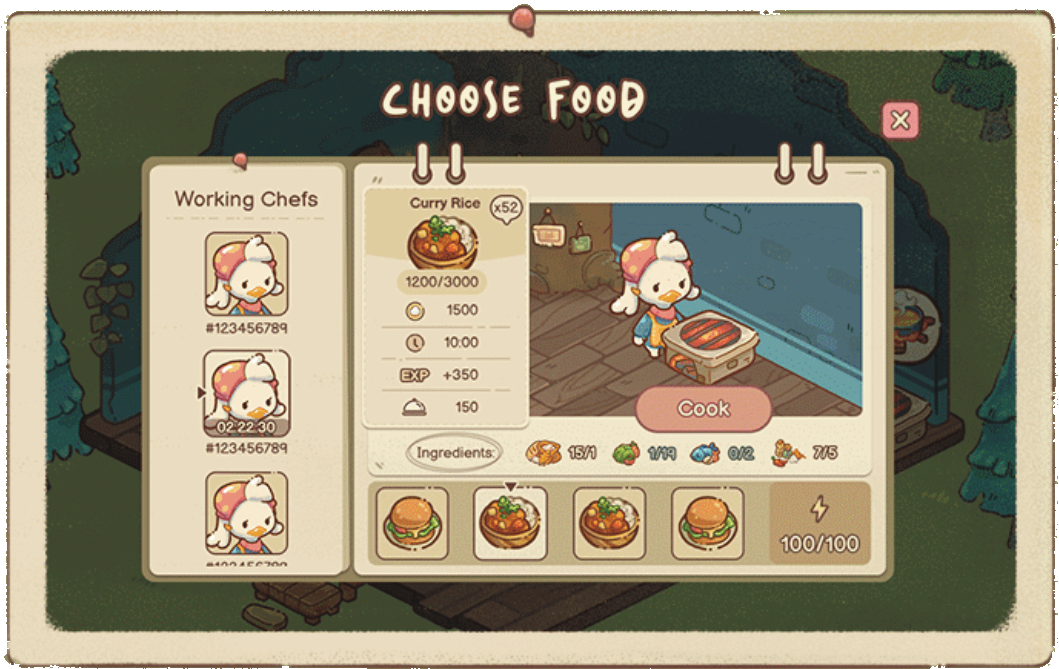 CHOOSE FOOD
Working Chefs
#123456789
02:22:30
#123456789
#123456789
Curry Rice
x52
1200/3000
1500
10:00
EXP +350
150
Cook
Ingredients:
15/1
1/19
0/2
7/5
100/100